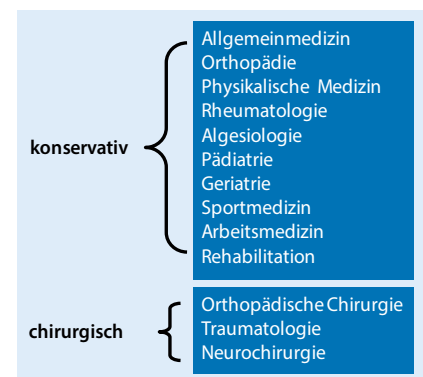 Allgemeinmedizin
Orthopädie
Physikalische Medizin
Rheumatologie
konservativ
Algesiologie
Pädiatrie
Geriatrie
Sportmedizin
Arbeitsmedizin
Rehabilitation
Orthopädische Chirurgie
chirurgisch
Traumatologie
Neurochirurgie